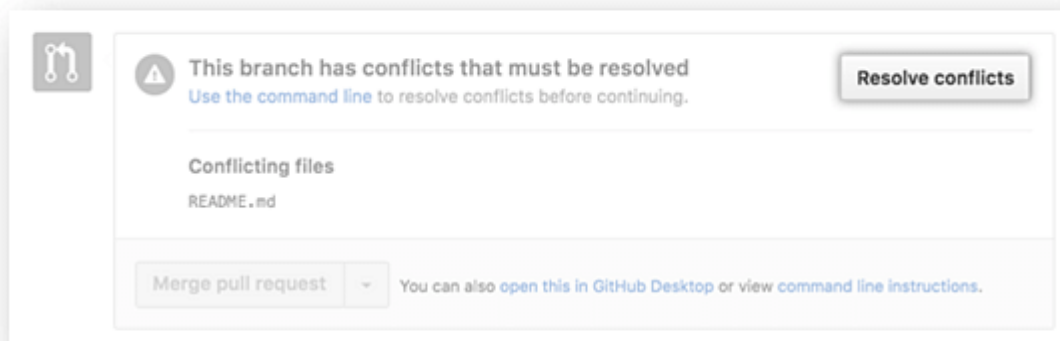 This branch has conflicts that must be resolved
Resolve conflicts
Use the command line to resolve conflicts before continuing.
Conflicting files
README.md
Merge pull request
You can also open this in GitHub Desktop or view command line instructions.